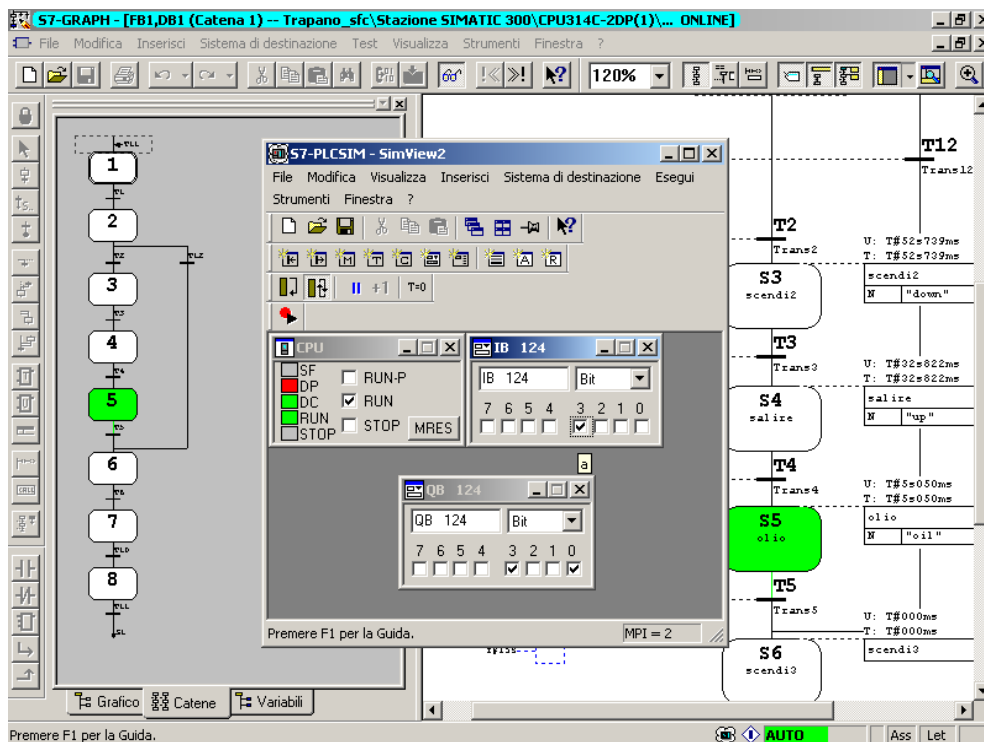 S7-GRAPH - [FB1,DB1 (Catena 1) -- Trapano_sfc\Stazione SIMATIC 300\CPU314C-2DP(1)\... ONLINE]
File Modifica Inserisci Sistema di destinazione Test Visualizza Strumenti Finestra ?
120%
1
2
3
4
5
6
7
8
Grafico Catene Variabili
S7-PLCSIM - SimView2
File Modifica Visualizza Inserisci Sistema di destinazione Esegui
Strumenti Finestra ?
+1 T=0
CPU
SF
DP
DC
RUN
STOP
RUN-P
RUN
STOP MRES
IB 124
IB 124 Bit
7 6 5 4 3 2 1 0
a
QB 124
QB 124 Bit
7 6 5 4 3 2 1 0
Premere F1 per la Guida. MPI = 2
T12
Trans12
T2
Trans2
U: T#52s739ms
T: T#52s739ms
S3
scendi2
scendi2
N "down"
T3
Trans3
U: T#32s822ms
T: T#32s822ms
S4
salire
salire
N "up"
T4
Trans4
U: T#5s050ms
T: T#5s050ms
S5
olio
olio
N "oil"
T5
Trans5
U: T#000ms
T: T#000ms
S6
scendi3
scendi3
Premere F1 per la Guida. AUTO Ass Let